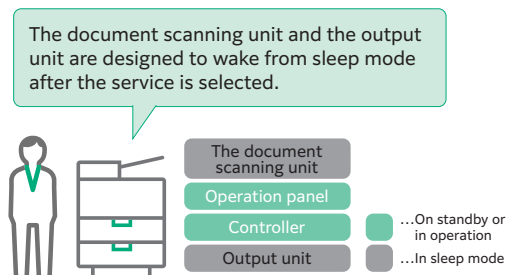 The document scanning unit and the output
unit are designed to wake from sleep mode
after the service is selected.
The document
scanning unit
Operation panel
Controller
Output unit
...On standby or
in operation
...In sleep mode